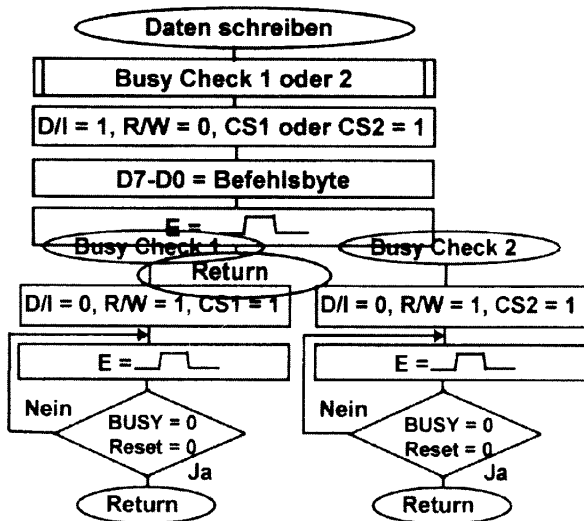 Daten schreiben
Busy Check 1 oder 2
D/I = 1, R/W = 0, CS1 oder CS2 = 1
D7-D0 = Befehlsbyte
E =
Return
Busy Check 1
D/I = 0, R/W = 1, CS1 = 1
E =
Nein
BUSY = 0
Reset = 0
Ja
Return
Busy Check 2
D/I = 0, R/W = 1, CS2 = 1
E =
Nein
BUSY = 0
Reset = 0
Ja
Return